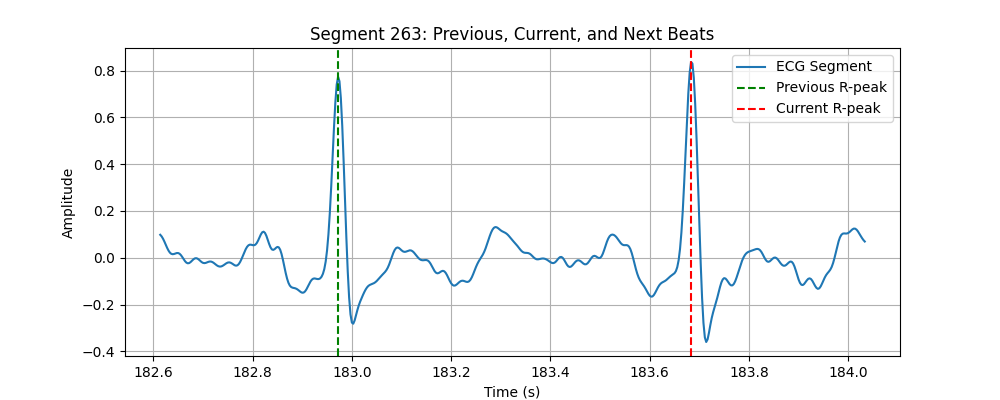 Segment 263: Previous, Current, and Next Beats
ECG Segment
Previous R-peak
Current R-peak
Amplitude
0.8
0.6
0.4
0.2
0.0
−0.2
−0.4
182.6 182.8 183.0 183.2 183.4 183.6 183.8 184.0
Time (s)